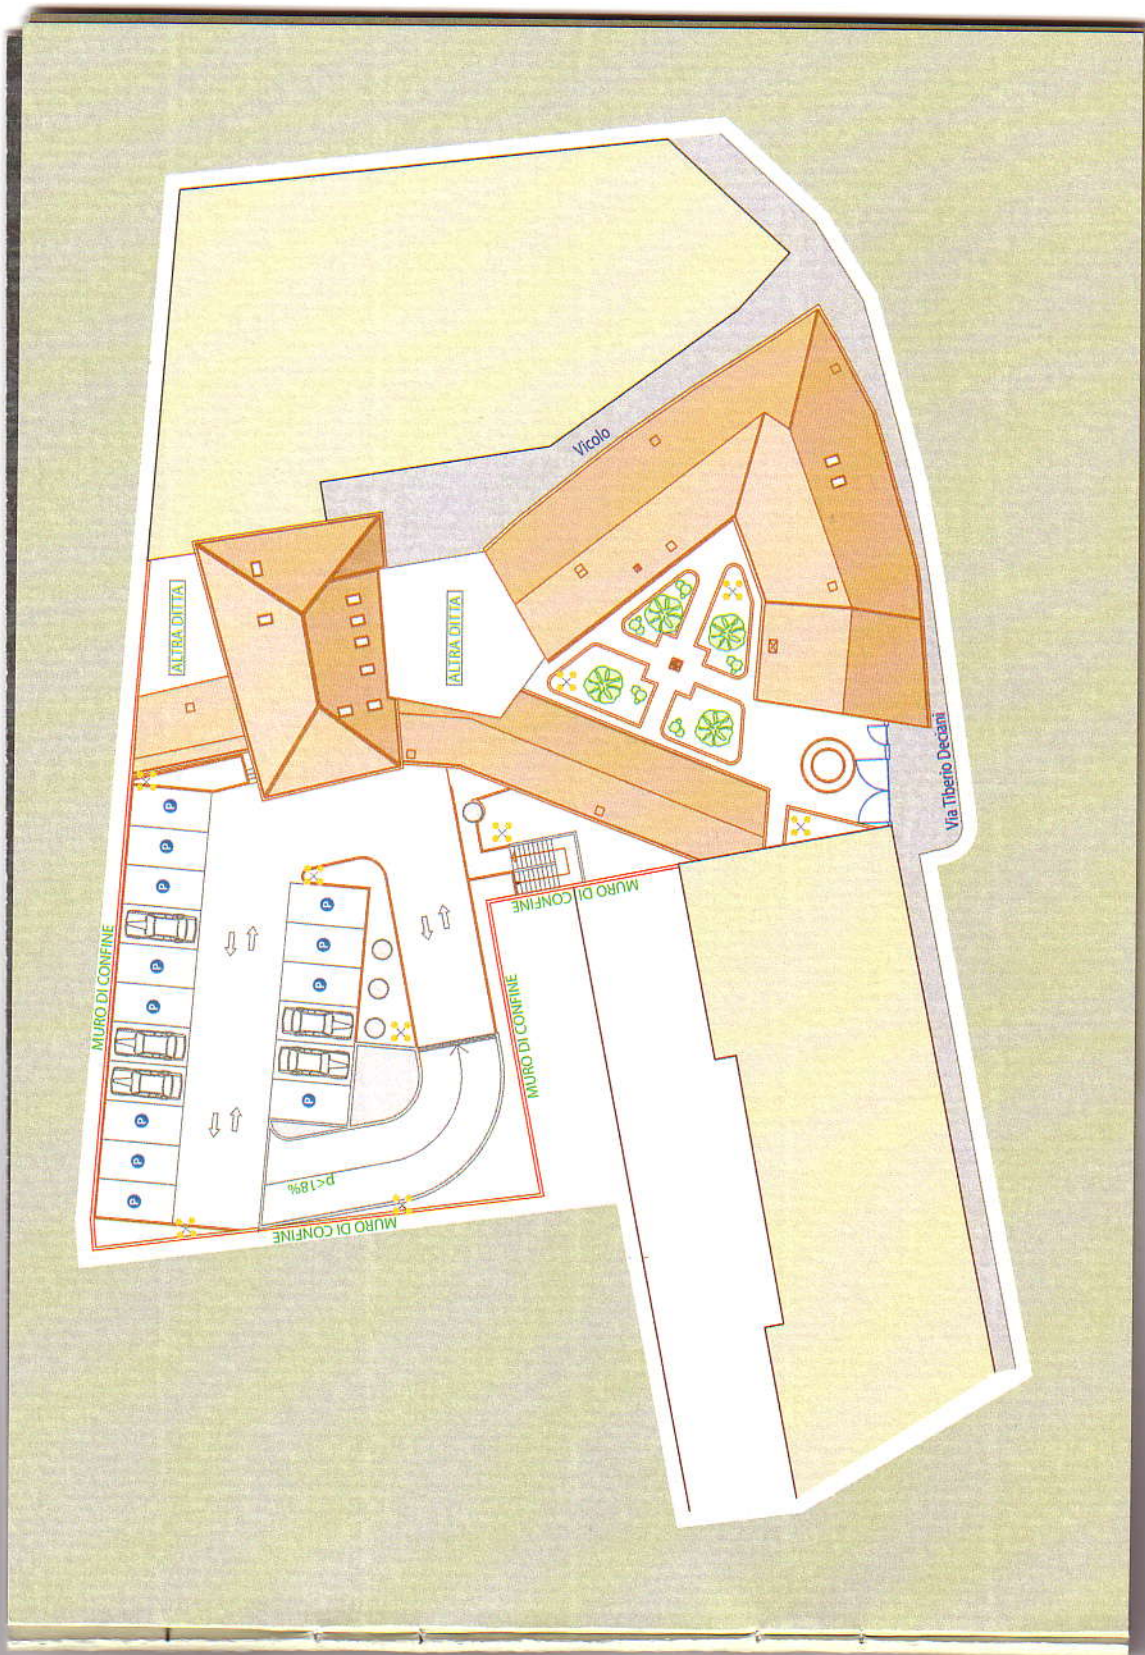 Vicolo
ALTRA DITTA
ALTRA DITTA
Via Tiberio Deciani
MURO DI CONFINE
MURO DI CONFINE
MURO DI CONFINE
MURO DI CONFINE
p<18%
P
P
P
P
P
P
P
P
P
P
P
P